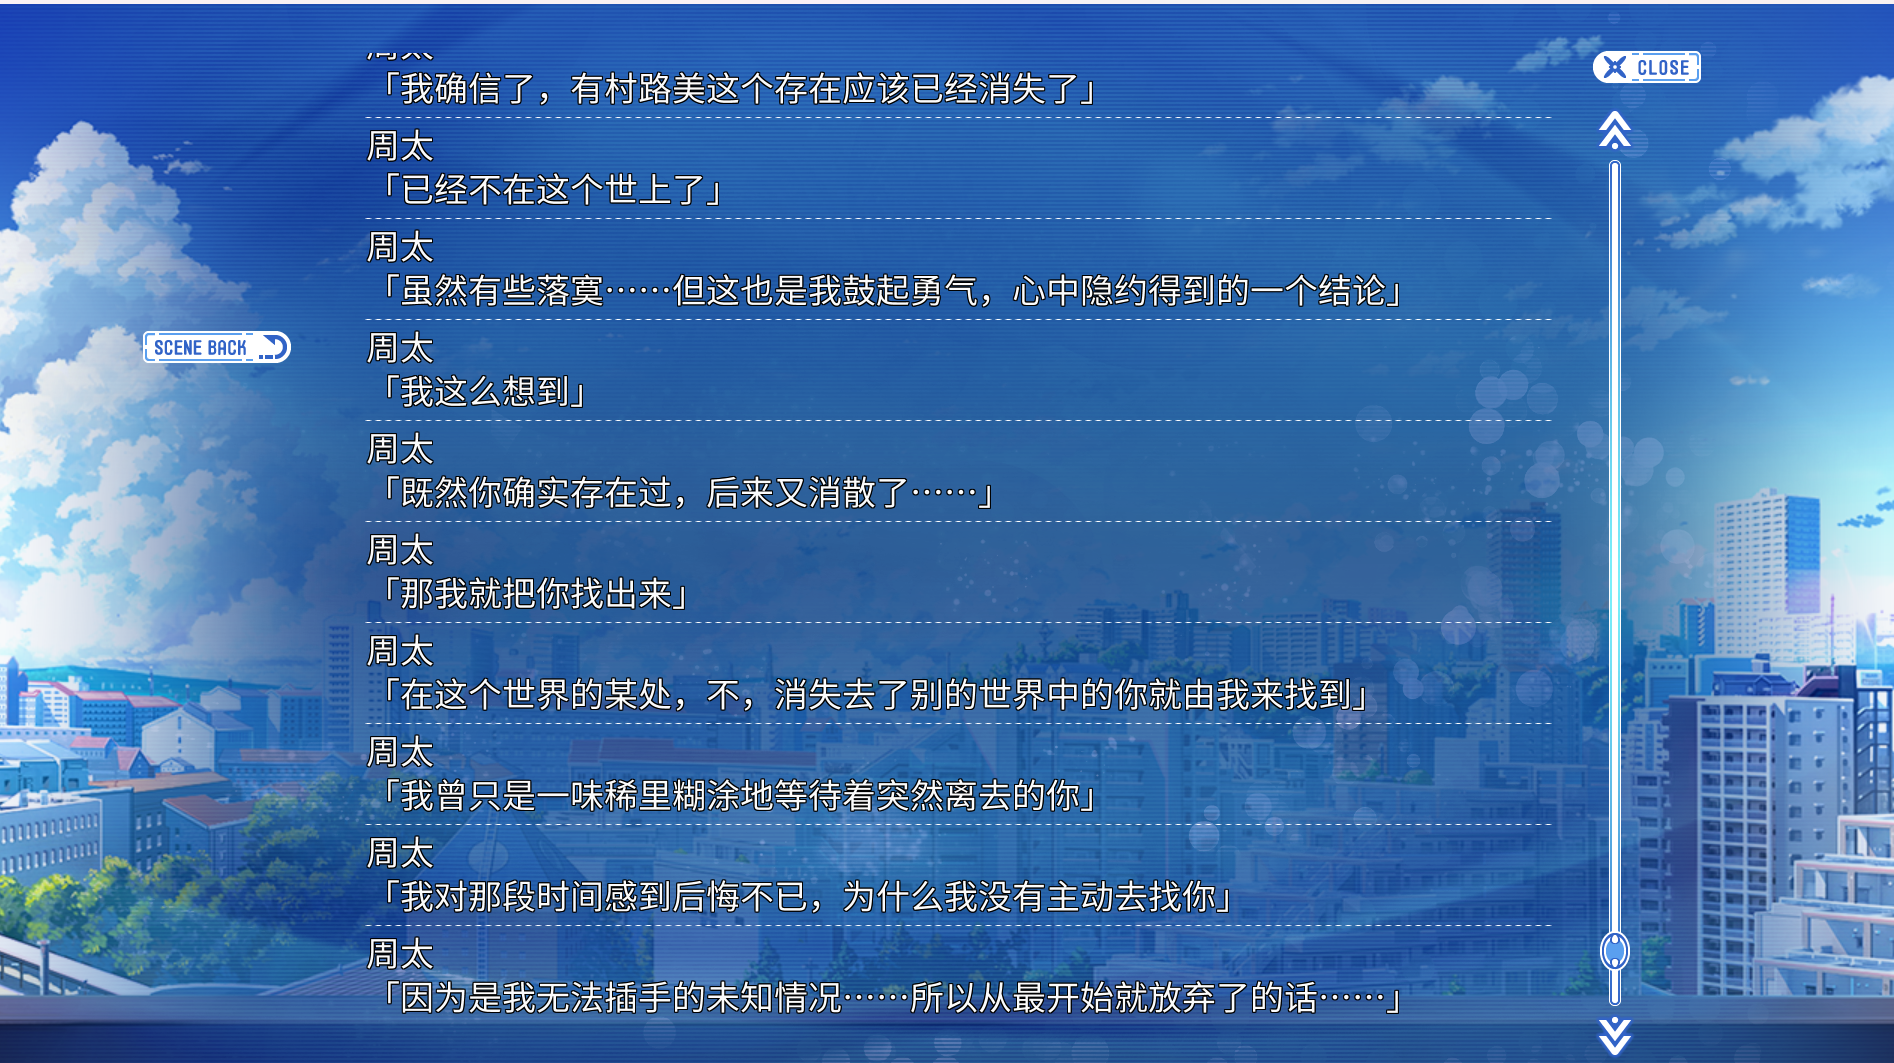 CLOSE
「我确信了，有村路美这个存在应该已经消失了」
周太
「已经不在这个世上了」
周太
「虽然有些落寞……但这也是我鼓起勇气，心中隐约得到的一个结论」
SCENE BACK
周太
「我这么想到」
周太
「既然你确实存在过，后来又消散了……」
周太
「那我就把你找出来」
周太
「在这个世界的某处，不，消失去了别的世界中的你就由我来找到」
周太
「我曾只是一味稀里糊涂地等待着突然离去的你」
周太
「我对那段时间感到后悔不已，为什么我没有主动去找你」
周太
「因为是我无法插手的未知情况……所以从最开始就放弃了的话……」